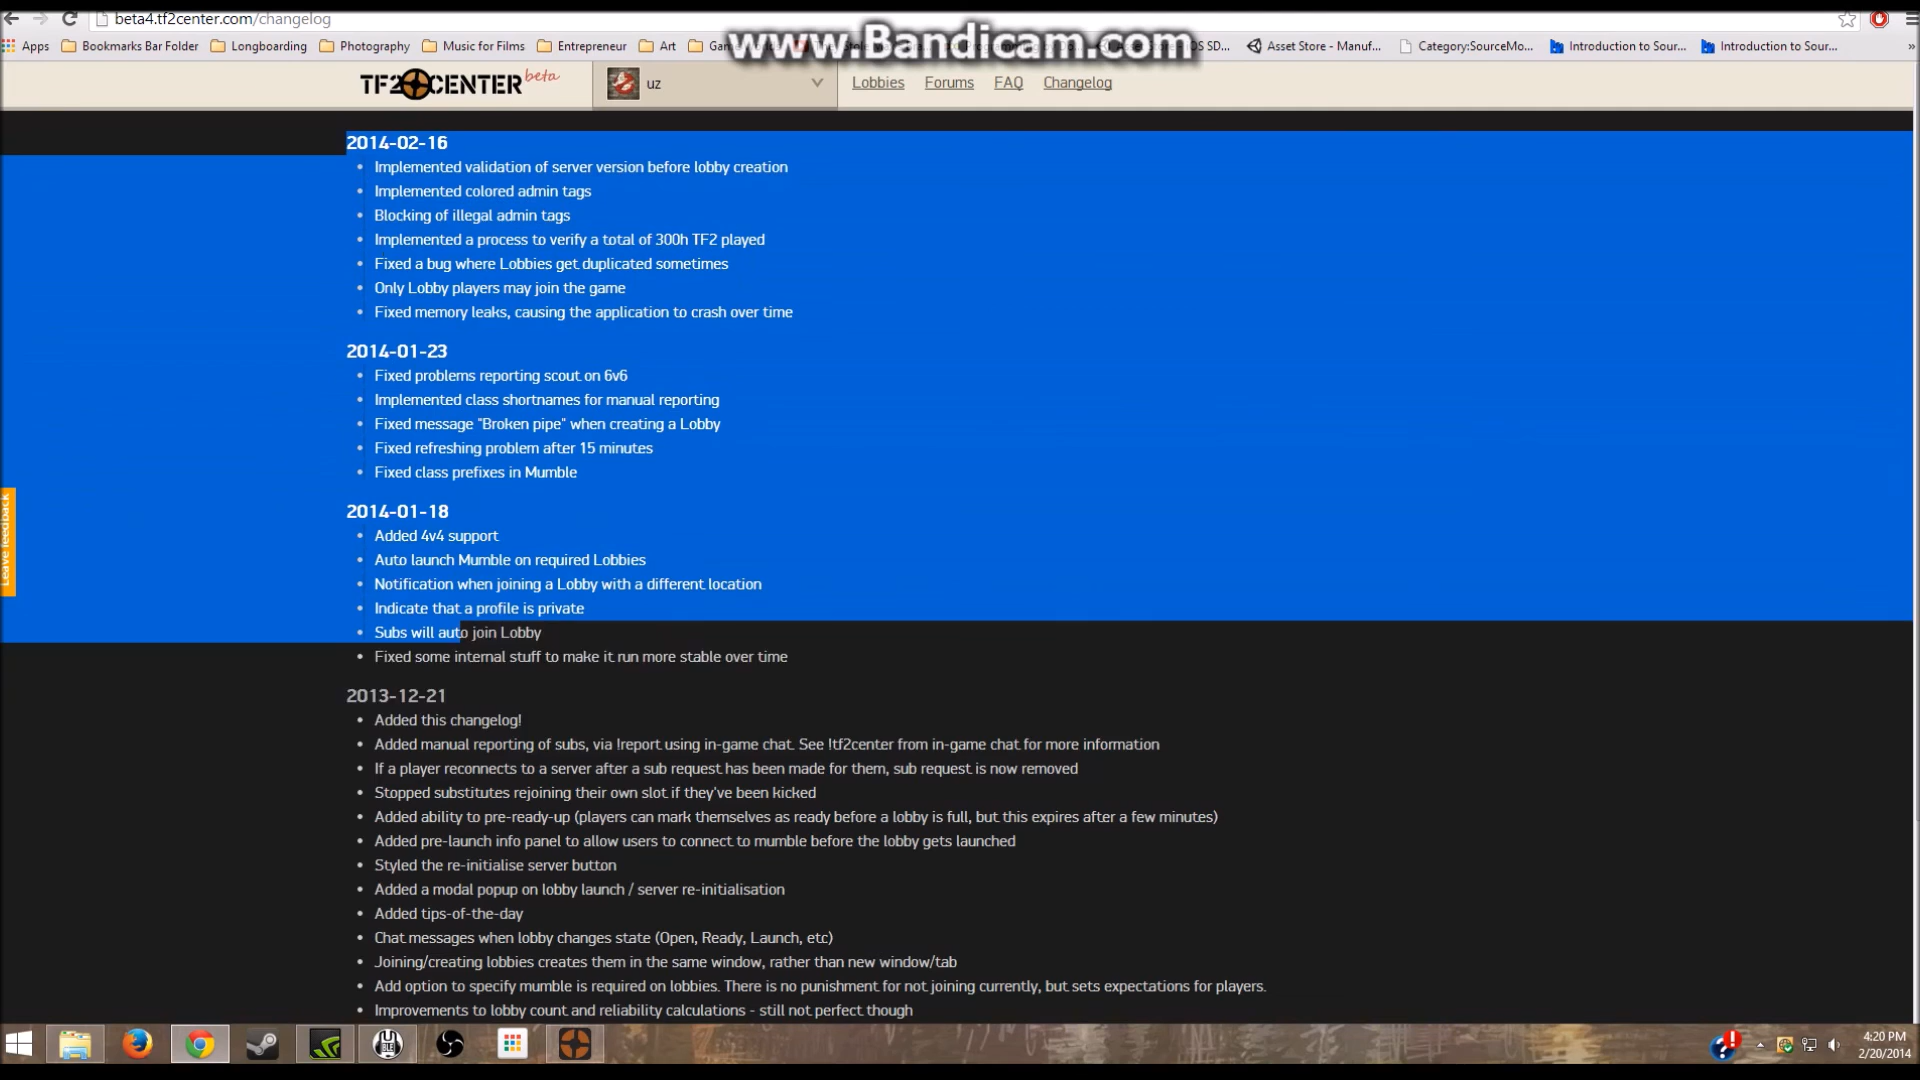 beta4.tf2center.com/changelog
www.Bandicam.com
Apps Bookmarks Bar Folder Longboarding Photography Music for Films Entrepreneur Art Asset Store - Manuf... Category:SourceMo... Introduction to Sour... Introduction to Sour... »
TF2CENTER beta uz Lobbies Forums FAQ Changelog
2014-02-16
• Implemented validation of server version before lobby creation
• Implemented colored admin tags
• Blocking of illegal admin tags
• Implemented a process to verify a total of 300h TF2 played
• Fixed a bug where Lobbies get duplicated sometimes
• Only Lobby players may join the game
• Fixed memory leaks, causing the application to crash over time
2014-01-23
• Fixed problems reporting scout on 6v6
• Implemented class shortnames for manual reporting
• Fixed message "Broken pipe" when creating a Lobby
• Fixed refreshing problem after 15 minutes
• Fixed class prefixes in Mumble
2014-01-18
• Added 4v4 support
• Auto launch Mumble on required Lobbies
• Notification when joining a Lobby with a different location
• Indicate that a profile is private
• Subs will auto join Lobby
• Fixed some internal stuff to make it run more stable over time
Leave feedback
2013-12-21
• Added this changelog!
• Added manual reporting of subs, via !report using in-game chat. See !tf2center from in-game chat for more information
• If a player reconnects to a server after a sub request has been made for them, sub request is now removed
• Stopped substitutes rejoining their own slot if they've been kicked
• Added ability to pre-ready-up (players can mark themselves as ready before a lobby is full, but this expires after a few minutes)
• Added pre-launch info panel to allow users to connect to mumble before the lobby gets launched
• Styled the re-initialise server button
• Added a modal popup on lobby launch / server re-initialisation
• Added tips-of-the-day
• Chat messages when lobby changes state (Open, Ready, Launch, etc)
• Joining/creating lobbies creates them in the same window, rather than new window/tab
• Add option to specify mumble is required on lobbies. There is no punishment for not joining currently, but sets expectations for players.
• Improvements to lobby count and reliability calculations - still not perfect though
4:20 PM
2/20/2014